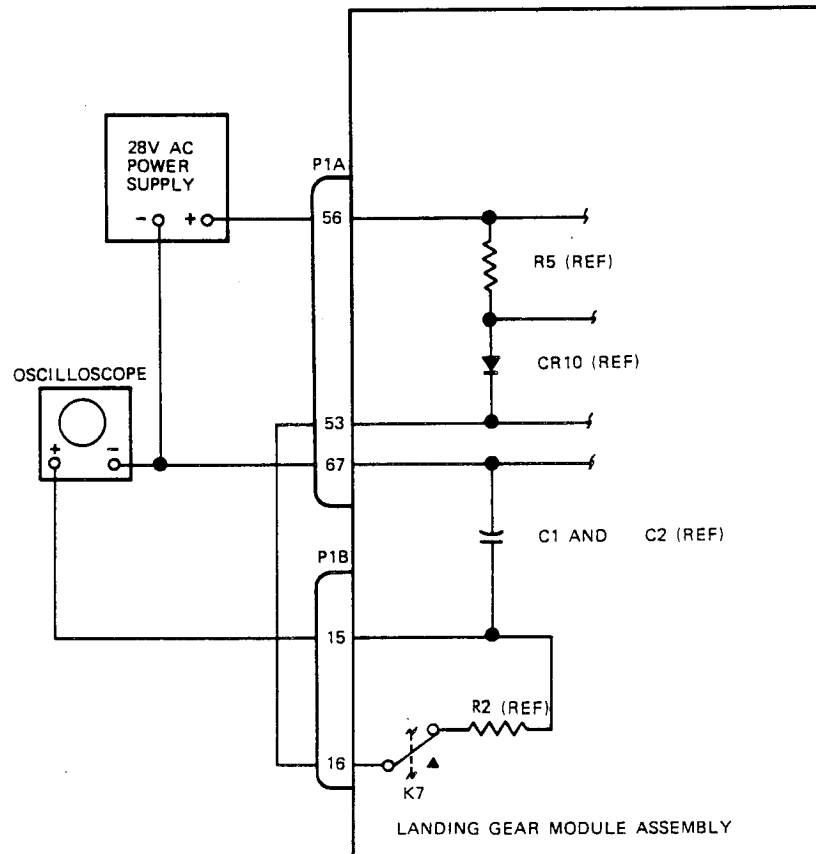 28V AC
POWER
SUPPLY
- +
P1A
56
R5 (REF)
CR10 (REF)
OSCILLOSCOPE
+ -
53
67
C1 AND C2 (REF)
P1B
15
R2 (REF)
16
K7
LANDING GEAR MODULE ASSEMBLY